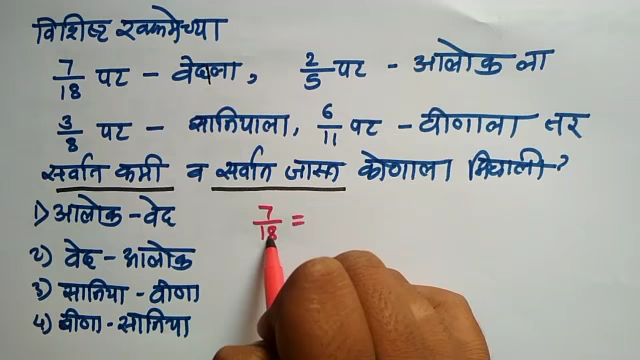 विशिष्ट रक्कमेच्या
7/18 पट - वेदला, 2/5 पट - आलोक ला
3/8 पट - सानियाला, 6/11 पट - वीणाला तर
सर्वात कमी व सर्वात जास्त कोणाला मिळाली?
1) आलोक - वेद
7/18 =
2) वेद - आलोक
3) सानिया - वीणा
4) वीणा - सानिया